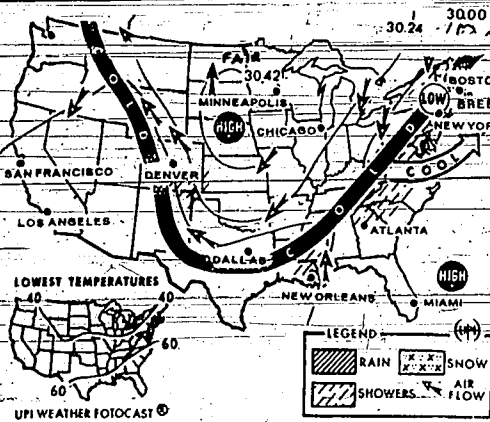 30.24
30.00
FAIR
30.42
MINNEAPOLIS
HIGH
CHICAGO
BOSTON
LOW
NEW YORK
COLD
COOL
SAN FRANCISCO
DENVER
LOS ANGELES
COLD
DALLAS
ATLANTA
NEW ORLEANS
HIGH
MIAMI
LOWEST TEMPERATURES
40
40
60
60
UPI WEATHER FOTOCAST ®
LEGEND
(UPI)
RAIN
SNOW
SHOWERS
AIR FLOW